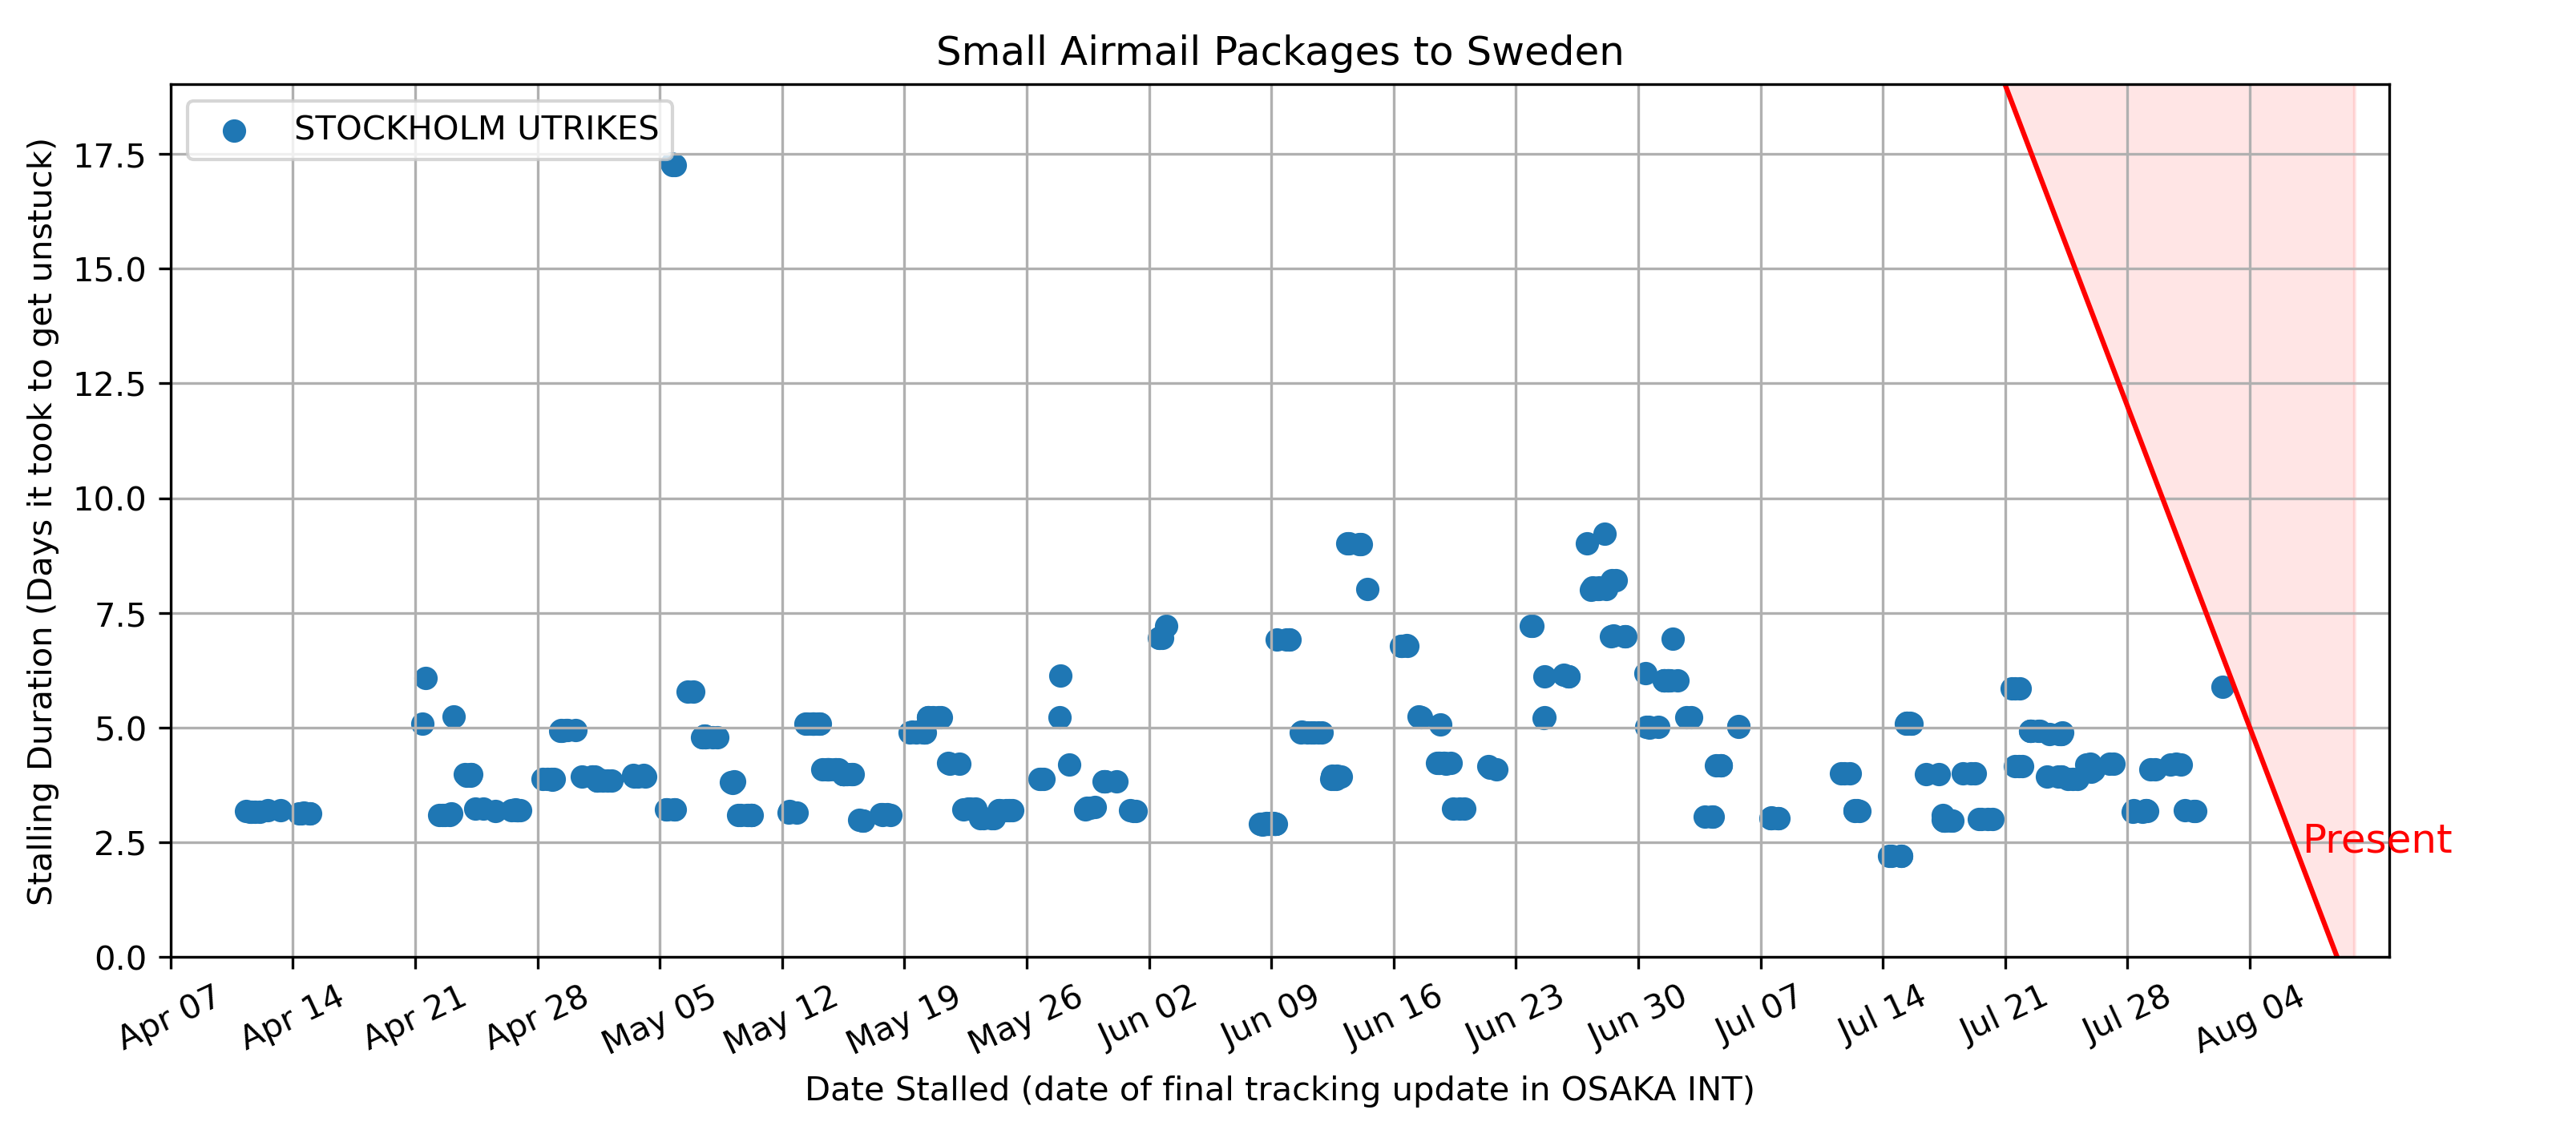 Small Airmail Packages to Sweden
STOCKHOLM UTRIKES
Stalling Duration (Days it took to get unstuck)
17.5
15.0
12.5
10.0
7.5
5.0
2.5
0.0
Present
Apr 07
Apr 14
Apr 21
Apr 28
May 05
May 12
May 19
May 26
Jun 02
Jun 09
Jun 16
Jun 23
Jun 30
Jul 07
Jul 14
Jul 21
Jul 28
Aug 04
Date Stalled (date of final tracking update in OSAKA INT)